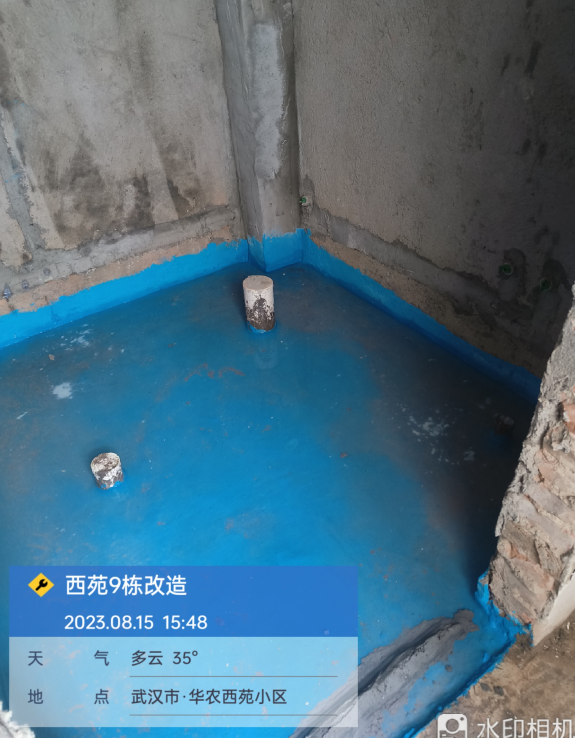 西苑9栋改造
2023.08.15 15:48
天 气 多云 35°
地 点 武汉市·华农西苑小区
水印相机